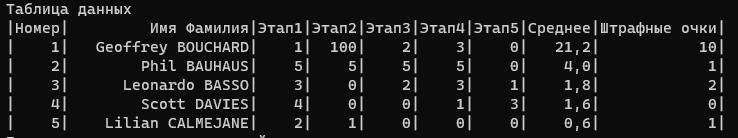 Таблица данных
|Номер|        Имя Фамилия|Этап1|Этап2|Этап3|Этап4|Этап5|Среднее|Штрафные очки|
|    1|   Geoffrey BOUCHARD|    1|  100|    2|    3|    0|   21,2|           10|
|    2|        Phil BAUHAUS|    5|    5|    5|    5|    0|    4,0|            1|
|    3|      Leonardo BASSO|    3|    0|    2|    3|    1|    1,8|            2|
|    4|        Scott DAVIES|    4|    0|    0|    1|    3|    1,6|            0|
|    5|    Lilian CALMEJANE|    2|    1|    0|    0|    0|    0,6|            1|